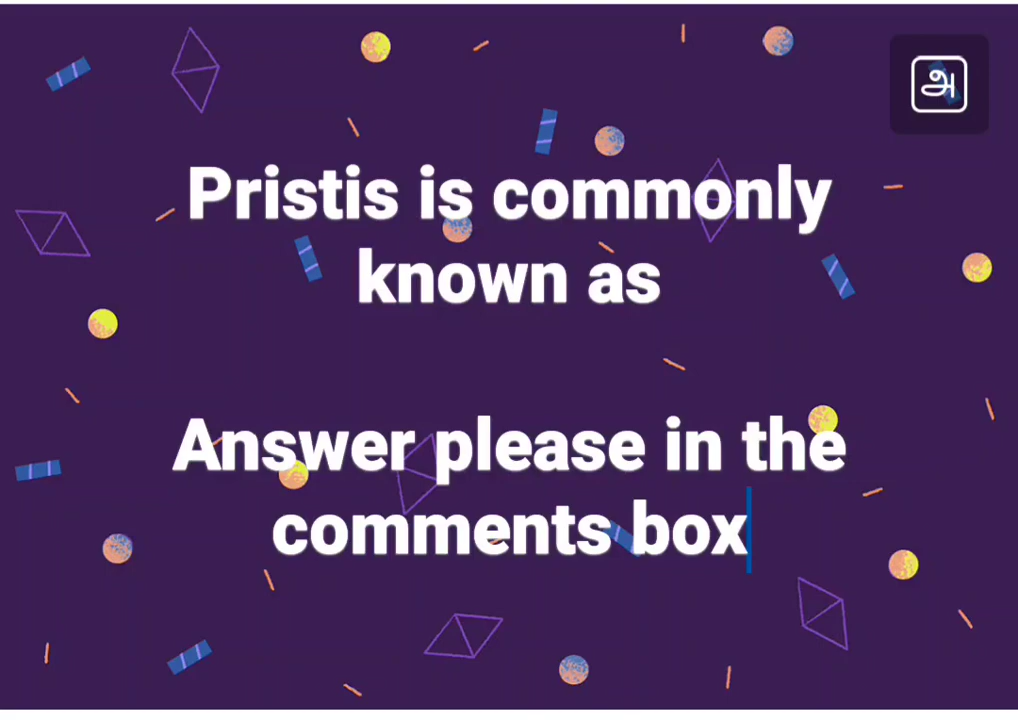 அ
Pristis is commonly
known as
Answer please in the
comments box